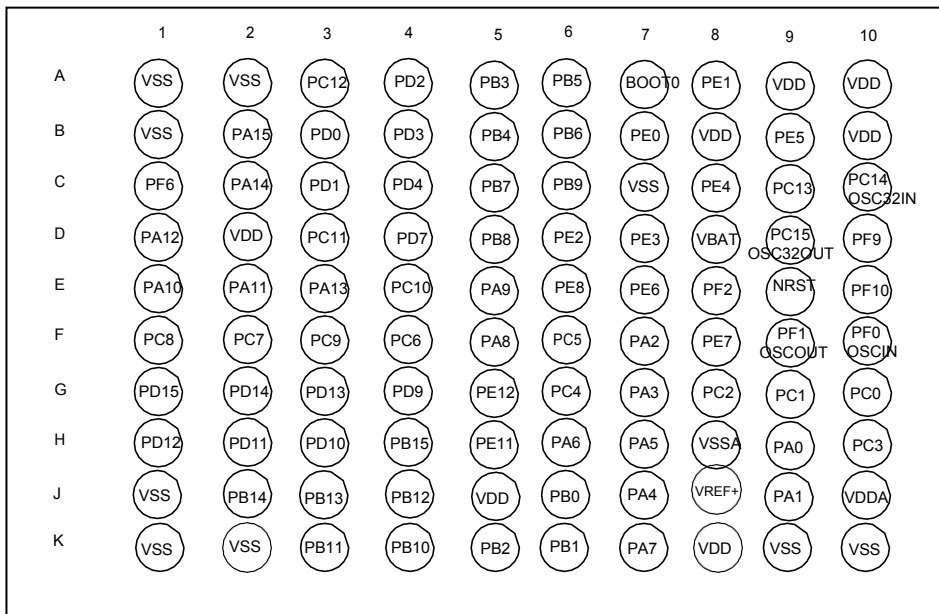 1 2 3 4 5 6 7 8 9 10
A VSS VSS PC12 PD2 PB3 PB5 BOOT0 PE1 VDD VDD
B VSS PA15 PD0 PD3 PB4 PB6 PE0 VDD PE5 VDD
C PF6 PA14 PD1 PD4 PB7 PB9 VSS PE4 PC13 PC14
OSC32IN
D PA12 VDD PC11 PD7 PB8 PE2 PE3 VBAT PC15 PF9
OSC32OUT
E PA10 PA11 PA13 PC10 PA9 PE8 PE6 PF2 NRST PF10
F PC8 PC7 PC9 PC6 PA8 PC5 PA2 PE7 PF1 PF0
OSCOUT OSCIN
G PD15 PD14 PD13 PD9 PE12 PC4 PA3 PC2 PC1 PC0
H PD12 PD11 PD10 PB15 PE11 PA6 PA5 VSSA PA0 PC3
J VSS PB14 PB13 PB12 VDD PB0 PA4 VREF+ PA1 VDDA
K VSS VSS PB11 PB10 PB2 PB1 PA7 VDD VSS VSS